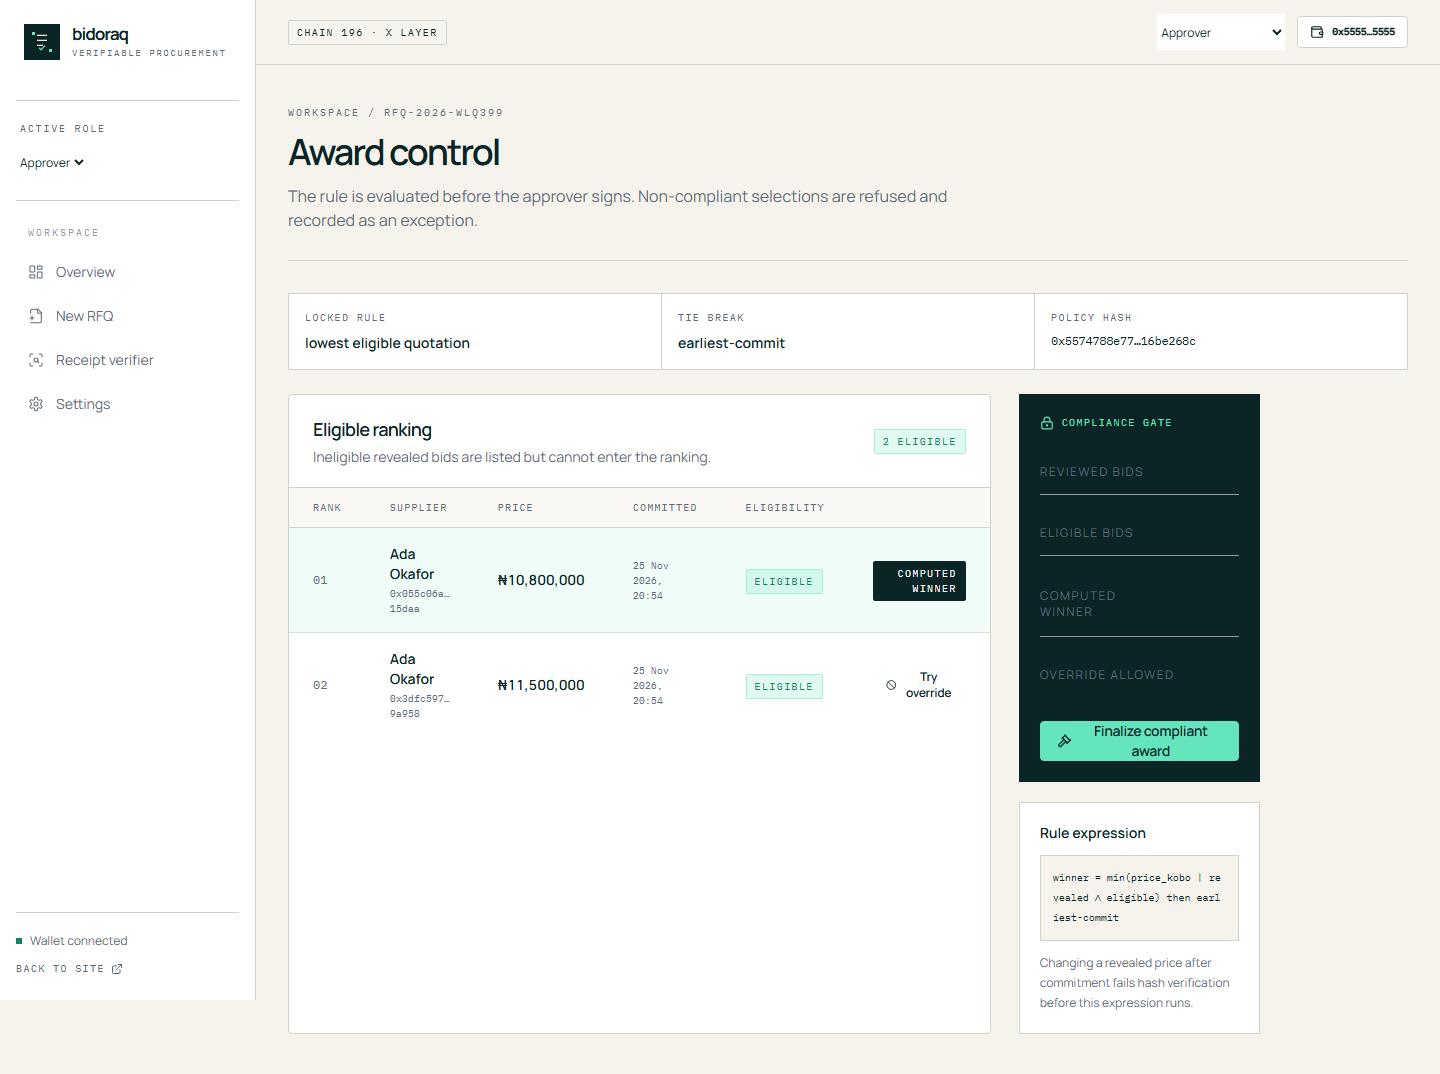 bidoraq
VERIFIABLE PROCUREMENT
ACTIVE ROLE
Approver
WORKSPACE
Overview
New RFQ
Receipt verifier
Settings
Wallet connected
BACK TO SITE
CHAIN 196 · X LAYER
Approver
0x5555…5555
WORKSPACE / RFQ-2026-WLQ399
Award control
The rule is evaluated before the approver signs. Non-compliant selections are refused and
recorded as an exception.
LOCKED RULE
lowest eligible quotation
TIE BREAK
earliest-commit
POLICY HASH
0x5574788e77…16be268c
Eligible ranking
Ineligible revealed bids are listed but cannot enter the ranking.
2 ELIGIBLE
RANK SUPPLIER PRICE COMMITTED ELIGIBILITY
01
Ada
Okafor
0x055c06a…
15daa
₦10,800,000
25 Nov
2026,
20:54
ELIGIBLE
COMPUTED
WINNER
02
Ada
Okafor
0x3dfc597…
9a958
₦11,500,000
25 Nov
2026,
20:54
ELIGIBLE
Try
override
COMPLIANCE GATE
REVIEWED BIDS
ELIGIBLE BIDS
COMPUTED
WINNER
OVERRIDE ALLOWED
Finalize compliant
award
Rule expression
winner = min(price_kobo | re
vealed ∧ eligible) then earl
iest-commit
Changing a revealed price after
commitment fails hash verification
before this expression runs.